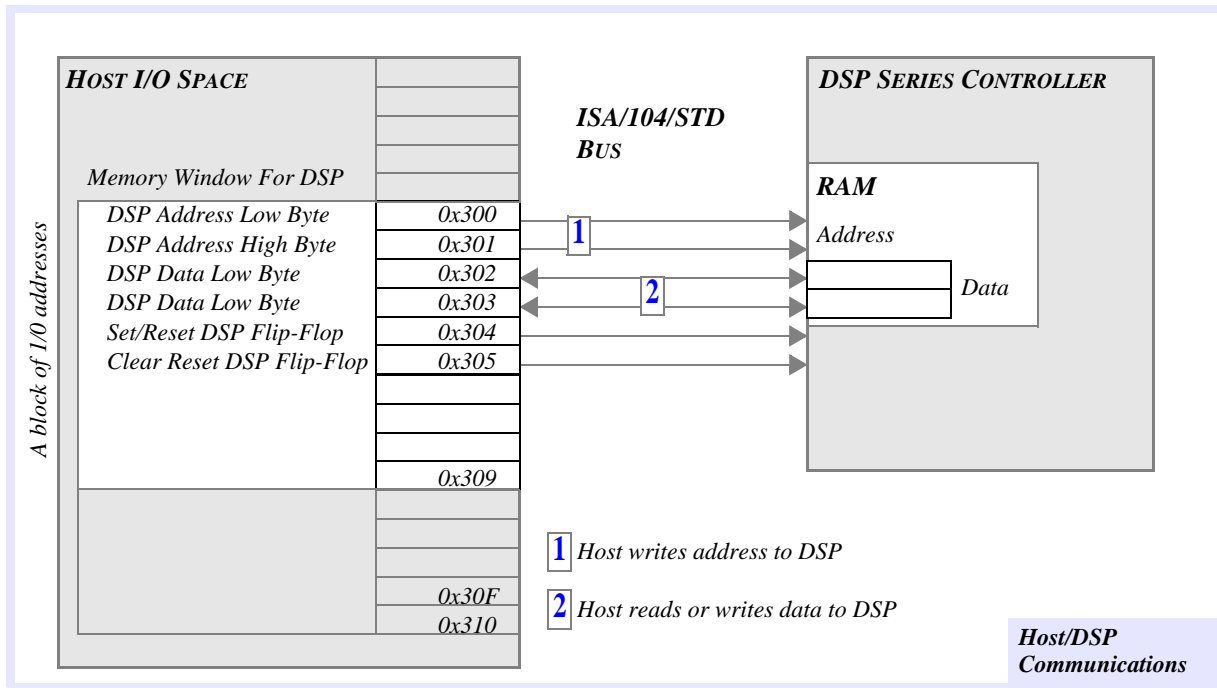 HOST I/O SPACE
DSP SERIES CONTROLLER
ISA/104/STD
BUS
Memory Window For DSP
RAM
DSP Address Low Byte 0x300
DSP Address High Byte 0x301
DSP Data Low Byte 0x302
DSP Data Low Byte 0x303
Set/Reset DSP Flip-Flop 0x304
Clear Reset DSP Flip-Flop 0x305
0x309
0x30F
0x310
A block of 1/0 addresses
1
2
Address
Data
1 Host writes address to DSP
2 Host reads or writes data to DSP
Host/DSP
Communications